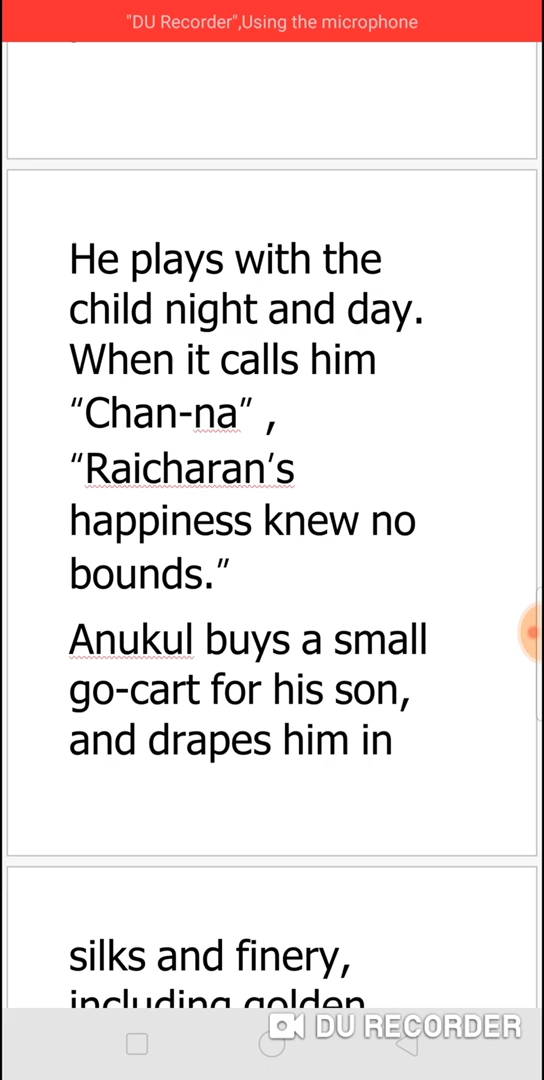 "DU Recorder",Using the microphone
He plays with the
child night and day.
When it calls him
“Chan-na” ,
“Raicharan’s
happiness knew no
bounds.”
Anukul buys a small
go-cart for his son,
and drapes him in
silks and finery,
including golden
DU RECORDER